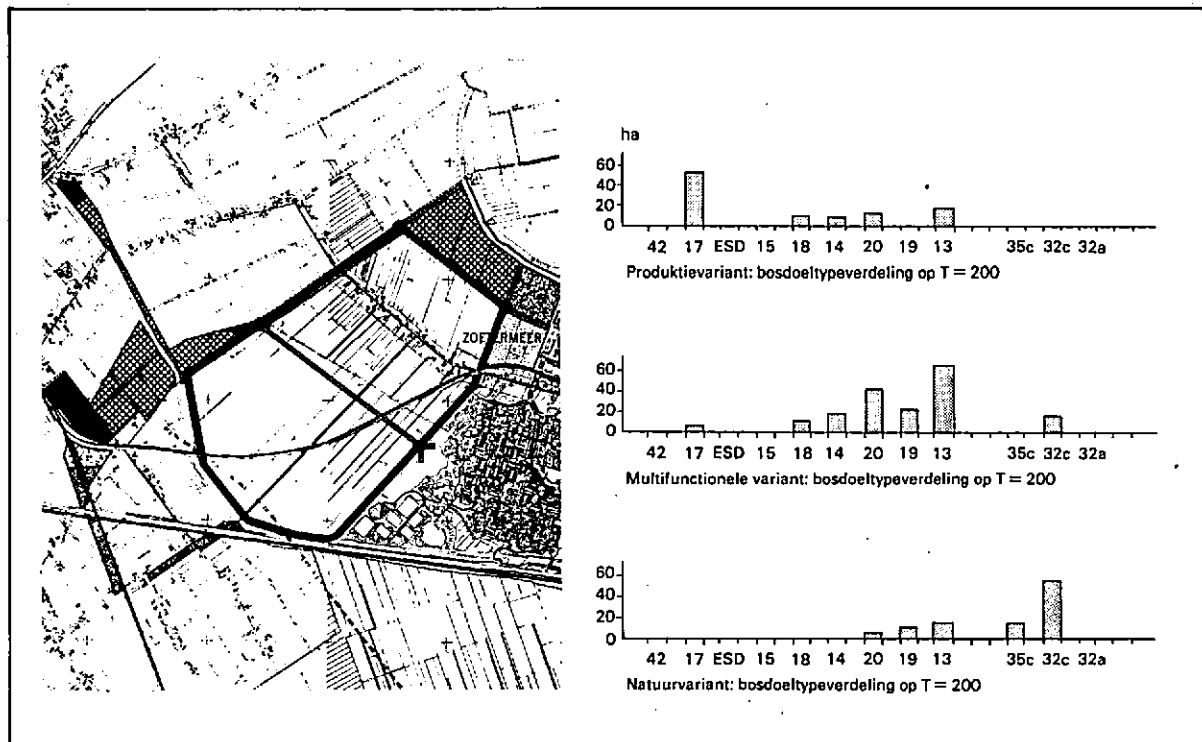 ZOETERMEER
ha
60
40
20
0
42 17 ESD 15 18 14 20 19 13 35c 32c 32a
Produktievariant: bosdoeltypeverdeling op T = 200
60
40
20
0
42 17 ESD 15 18 14 20 19 13 35c 32c 32a
Multifunctionele variant: bosdoeltypeverdeling op T = 200
60
40
20
0
42 17 ESD 15 18 14 20 19 13 35c 32c 32a
Natuurvariant: bosdoeltypeverdeling op T = 200